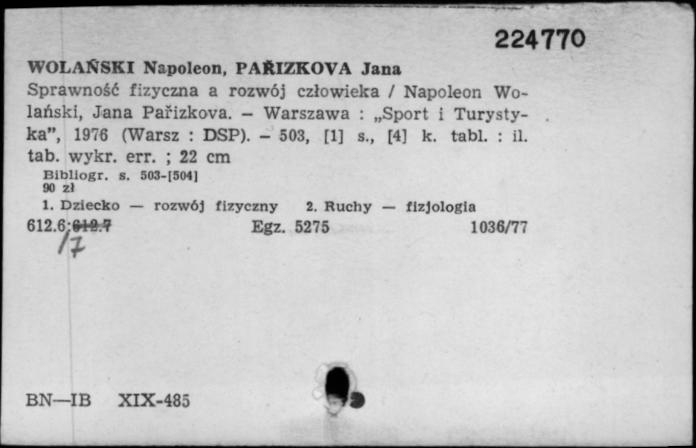 224770
WOLAŃSKI Napoleon, PAŘIZKOVA Jana
Sprawność fizyczna a rozwój człowieka / Napoleon Wo-
lański, Jana Pařizkova. — Warszawa : „Sport i Turysty-
ka”, 1976 (Warsz : DSP). — 503, [1] s., [4] k. tabl. : il.
tab. wykr. err. ; 22 cm
Bibliogr. s. 503-[504]
90 zł
1. Dziecko — rozwój fizyczny 2. Ruchy — fizjologia
612.6:612.7 Egz. 5275 1036/77
/7
BN—IB XIX-485